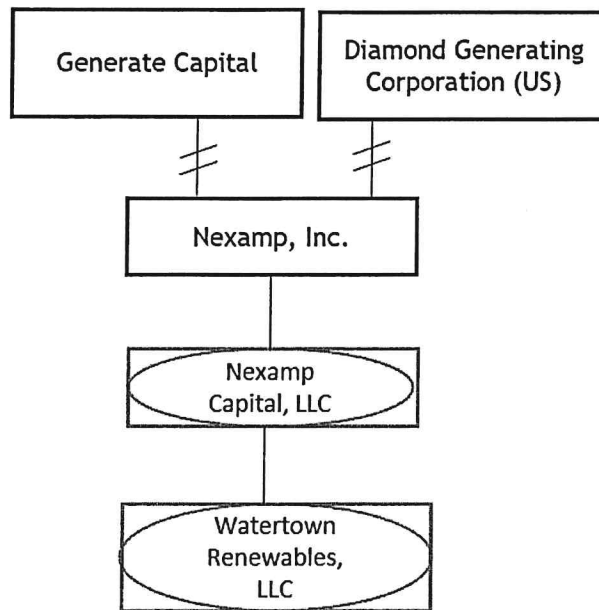 Generate Capital
Diamond Generating
Corporation (US)
Nexamp, Inc.
Nexamp
Capital, LLC
Watertown
Renewables,
LLC